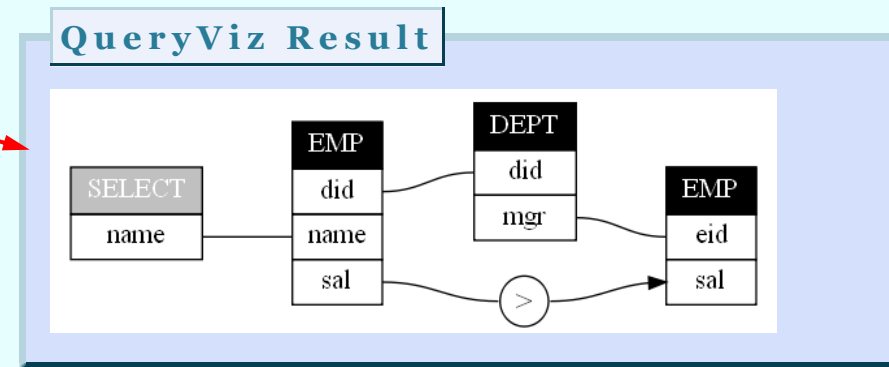 QueryViz Result
SELECT
name
EMP
did
name
sal
DEPT
did
mgr
>
EMP
eid
sal